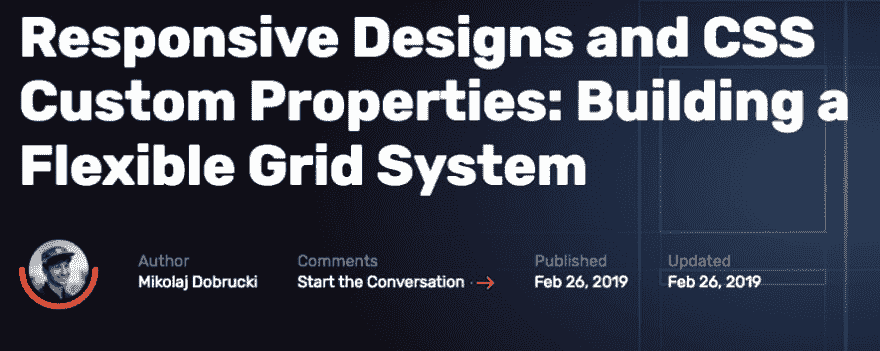 Responsive Designs and CSS
Custom Properties: Building a
Flexible Grid System
Author
Mikolaj Dobrucki
Comments
Start the Conversation
Published
Feb 26, 2019
Updated
Feb 26, 2019